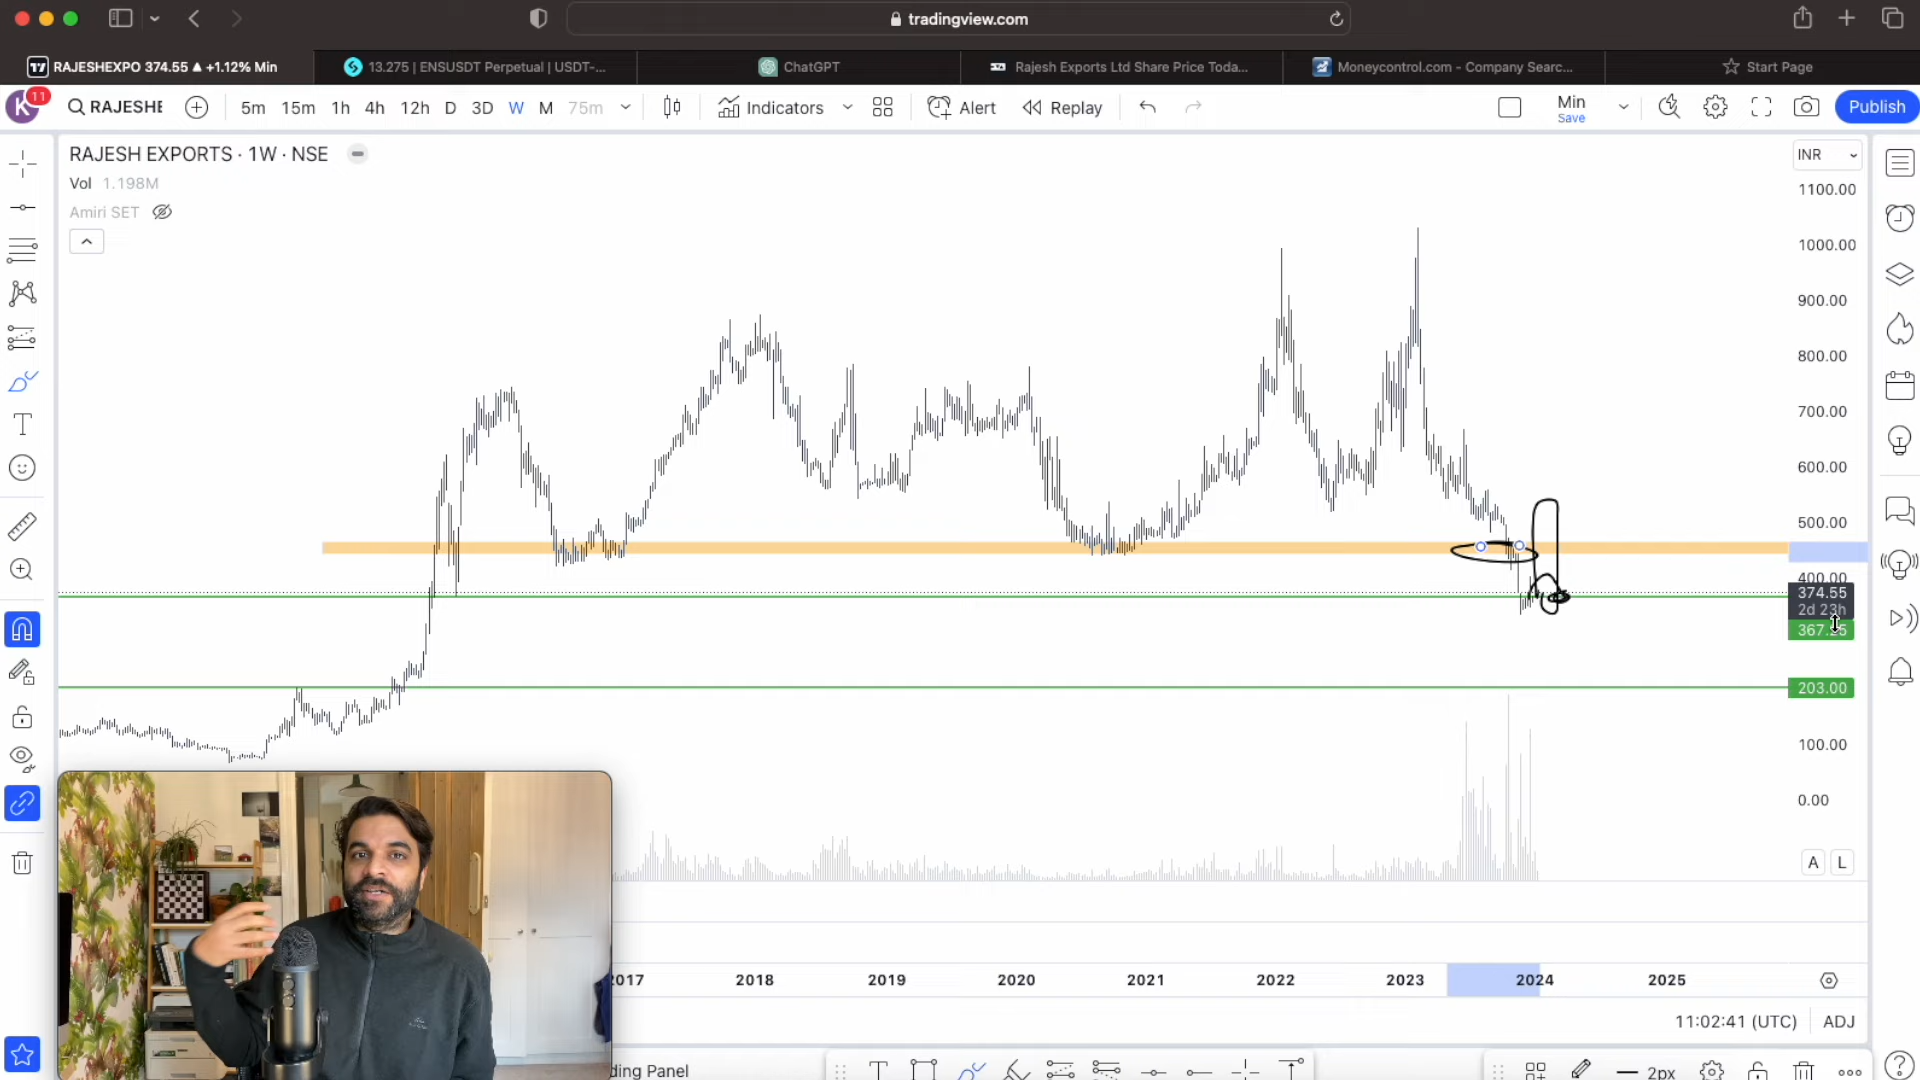 tradingview.com
RAJESHEXPO 374.55 ▲ +1.12% Min
13.275 | ENSUSDT Perpetual | USDT-...
ChatGPT
Rajesh Exports Ltd Share Price Toda...
Moneycontrol.com - Company Searc...
Start Page
K
11
RAJESHE
5m 15m 1h 4h 12h D 3D W M 75m
Indicators
Alert
Replay
Min
Save
Publish
RAJESH EXPORTS · 1W · NSE
Vol 1.198M
Amiri SET
INR
1100.00
1000.00
900.00
800.00
700.00
600.00
500.00
400.00
374.55
2d 23h
203.00
100.00
0.00
A L
2017 2018 2019 2020 2021 2022 2023 2024 2025
11:02:41 (UTC) ADJ
ding Panel
2px